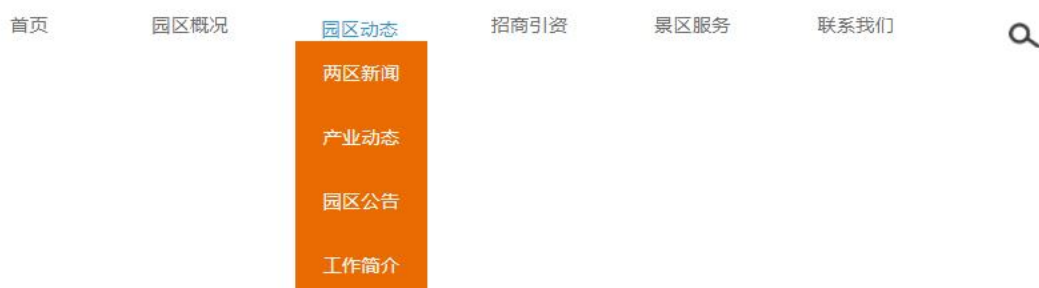 首页 园区概况 园区动态 招商引资 景区服务 联系我们
两区新闻
产业动态
园区公告
工作简介